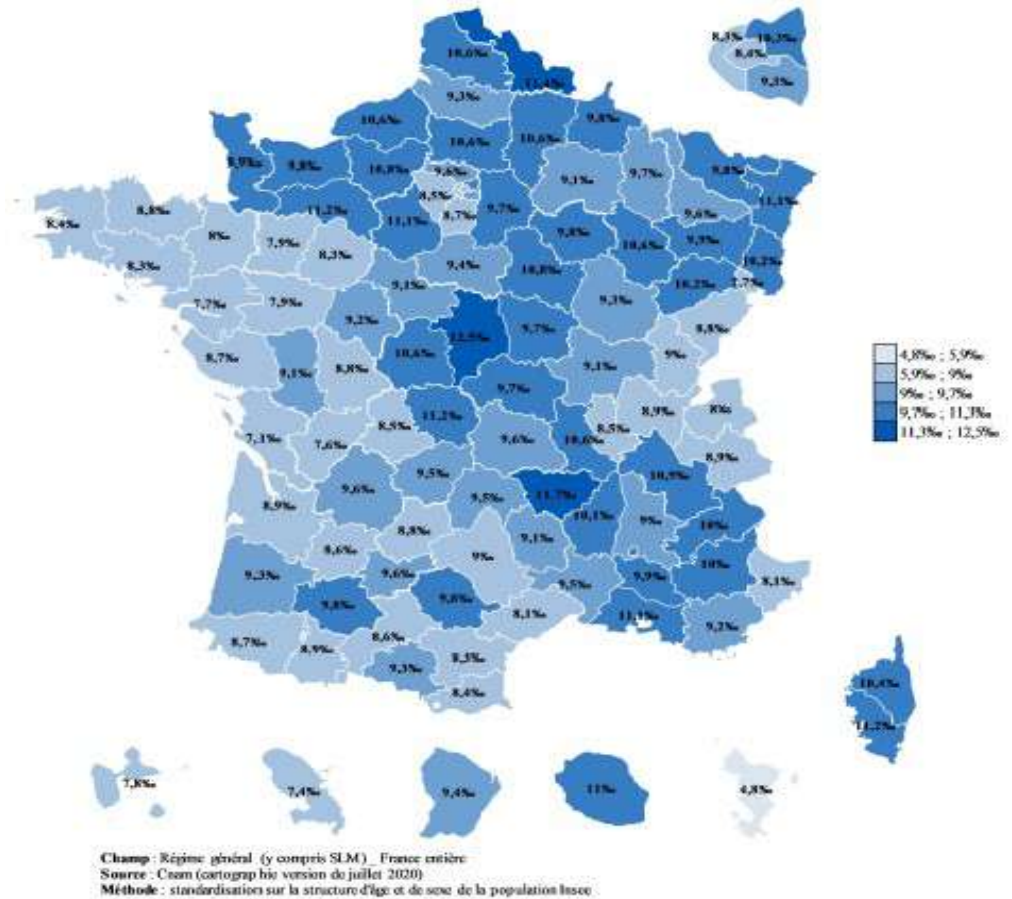 8,3‰ 10,3‰
8,4‰
9,3‰
10,6‰
11,4‰
9,3‰
10,6‰ 9,8‰
10,6‰ 10,6‰
9,8‰ 10,8‰ 9,6‰ 9,1‰ 9,7‰ 9,8‰
8,5‰ 11,1‰
8,8‰ 11,2‰ 11,1‰ 8,7‰ 9,7‰ 9,6‰
8,4‰ 8‰ 7,9‰ 8,3‰ 9,8‰ 10,6‰ 9,9‰
8,3‰ 9,4‰ 10,8‰ 10,2‰ 10,2‰
9,1‰ 9,3‰
7,7‰ 7,9‰ 9,2‰ 12,5‰ 9,7‰ 8,8‰
8,7‰ 9,1‰ 8,8‰ 10,6‰ 9,1‰ 9‰
9,7‰
7,1‰ 7,6‰ 8,9‰ 11,2‰ 9,6‰ 10,6‰ 8,5‰ 8,9‰ 8‰
8,9‰
9,6‰ 9,5‰ 11,7‰ 10,9‰
8,9‰ 9,5‰ 10,1‰ 9‰ 10‰
8,6‰ 8,8‰ 9‰ 9,1‰
9,3‰ 9,6‰ 9,5‰ 9,9‰ 10‰ 8,1‰
9,8‰ 9,8‰ 8,1‰ 11,1‰ 9,2‰
8,7‰ 8,9‰ 8,6‰ 8,5‰
9,3‰ 8,4‰
4,8‰ ; 5,9‰
5,9‰ ; 9‰
9‰ ; 9,7‰
9,7‰ ; 11,3‰
11,3‰ ; 12,5‰
10,4‰
11,2‰
7,8‰ 7,4‰ 9,4‰ 11‰ 4,8‰
Champ : Régime général (y compris SLM) _ France entière
Source : Cnam (cartographie version de juillet 2020)
Méthode : standardisation sur la structure d'âge et de sexe de la population Insee